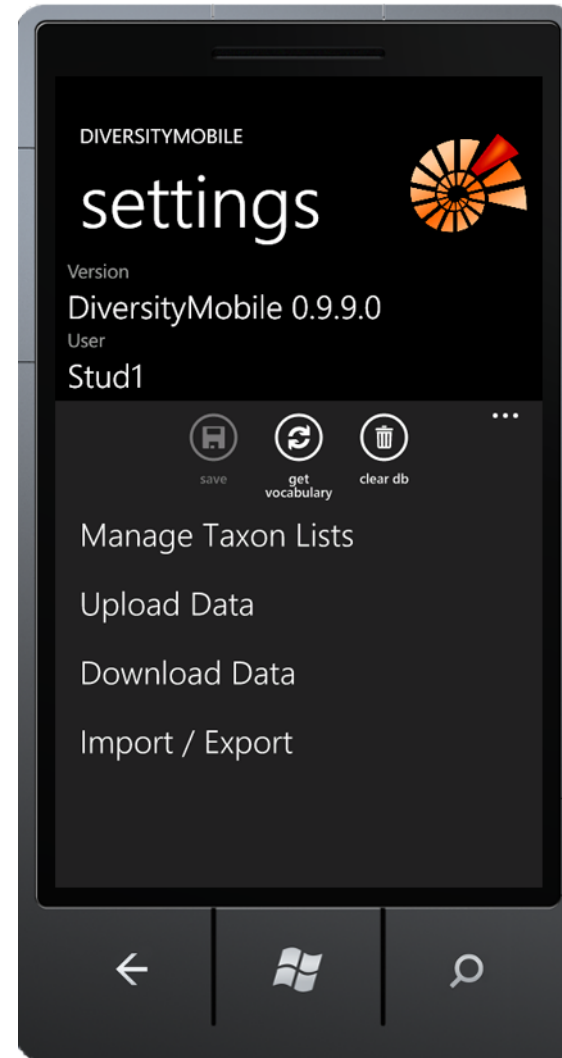 DIVERSITYMOBILE
settings
Version
DiversityMobile 0.9.9.0
User
Stud1
save
get
vocabulary
clear db
Manage Taxon Lists
Upload Data
Download Data
Import / Export